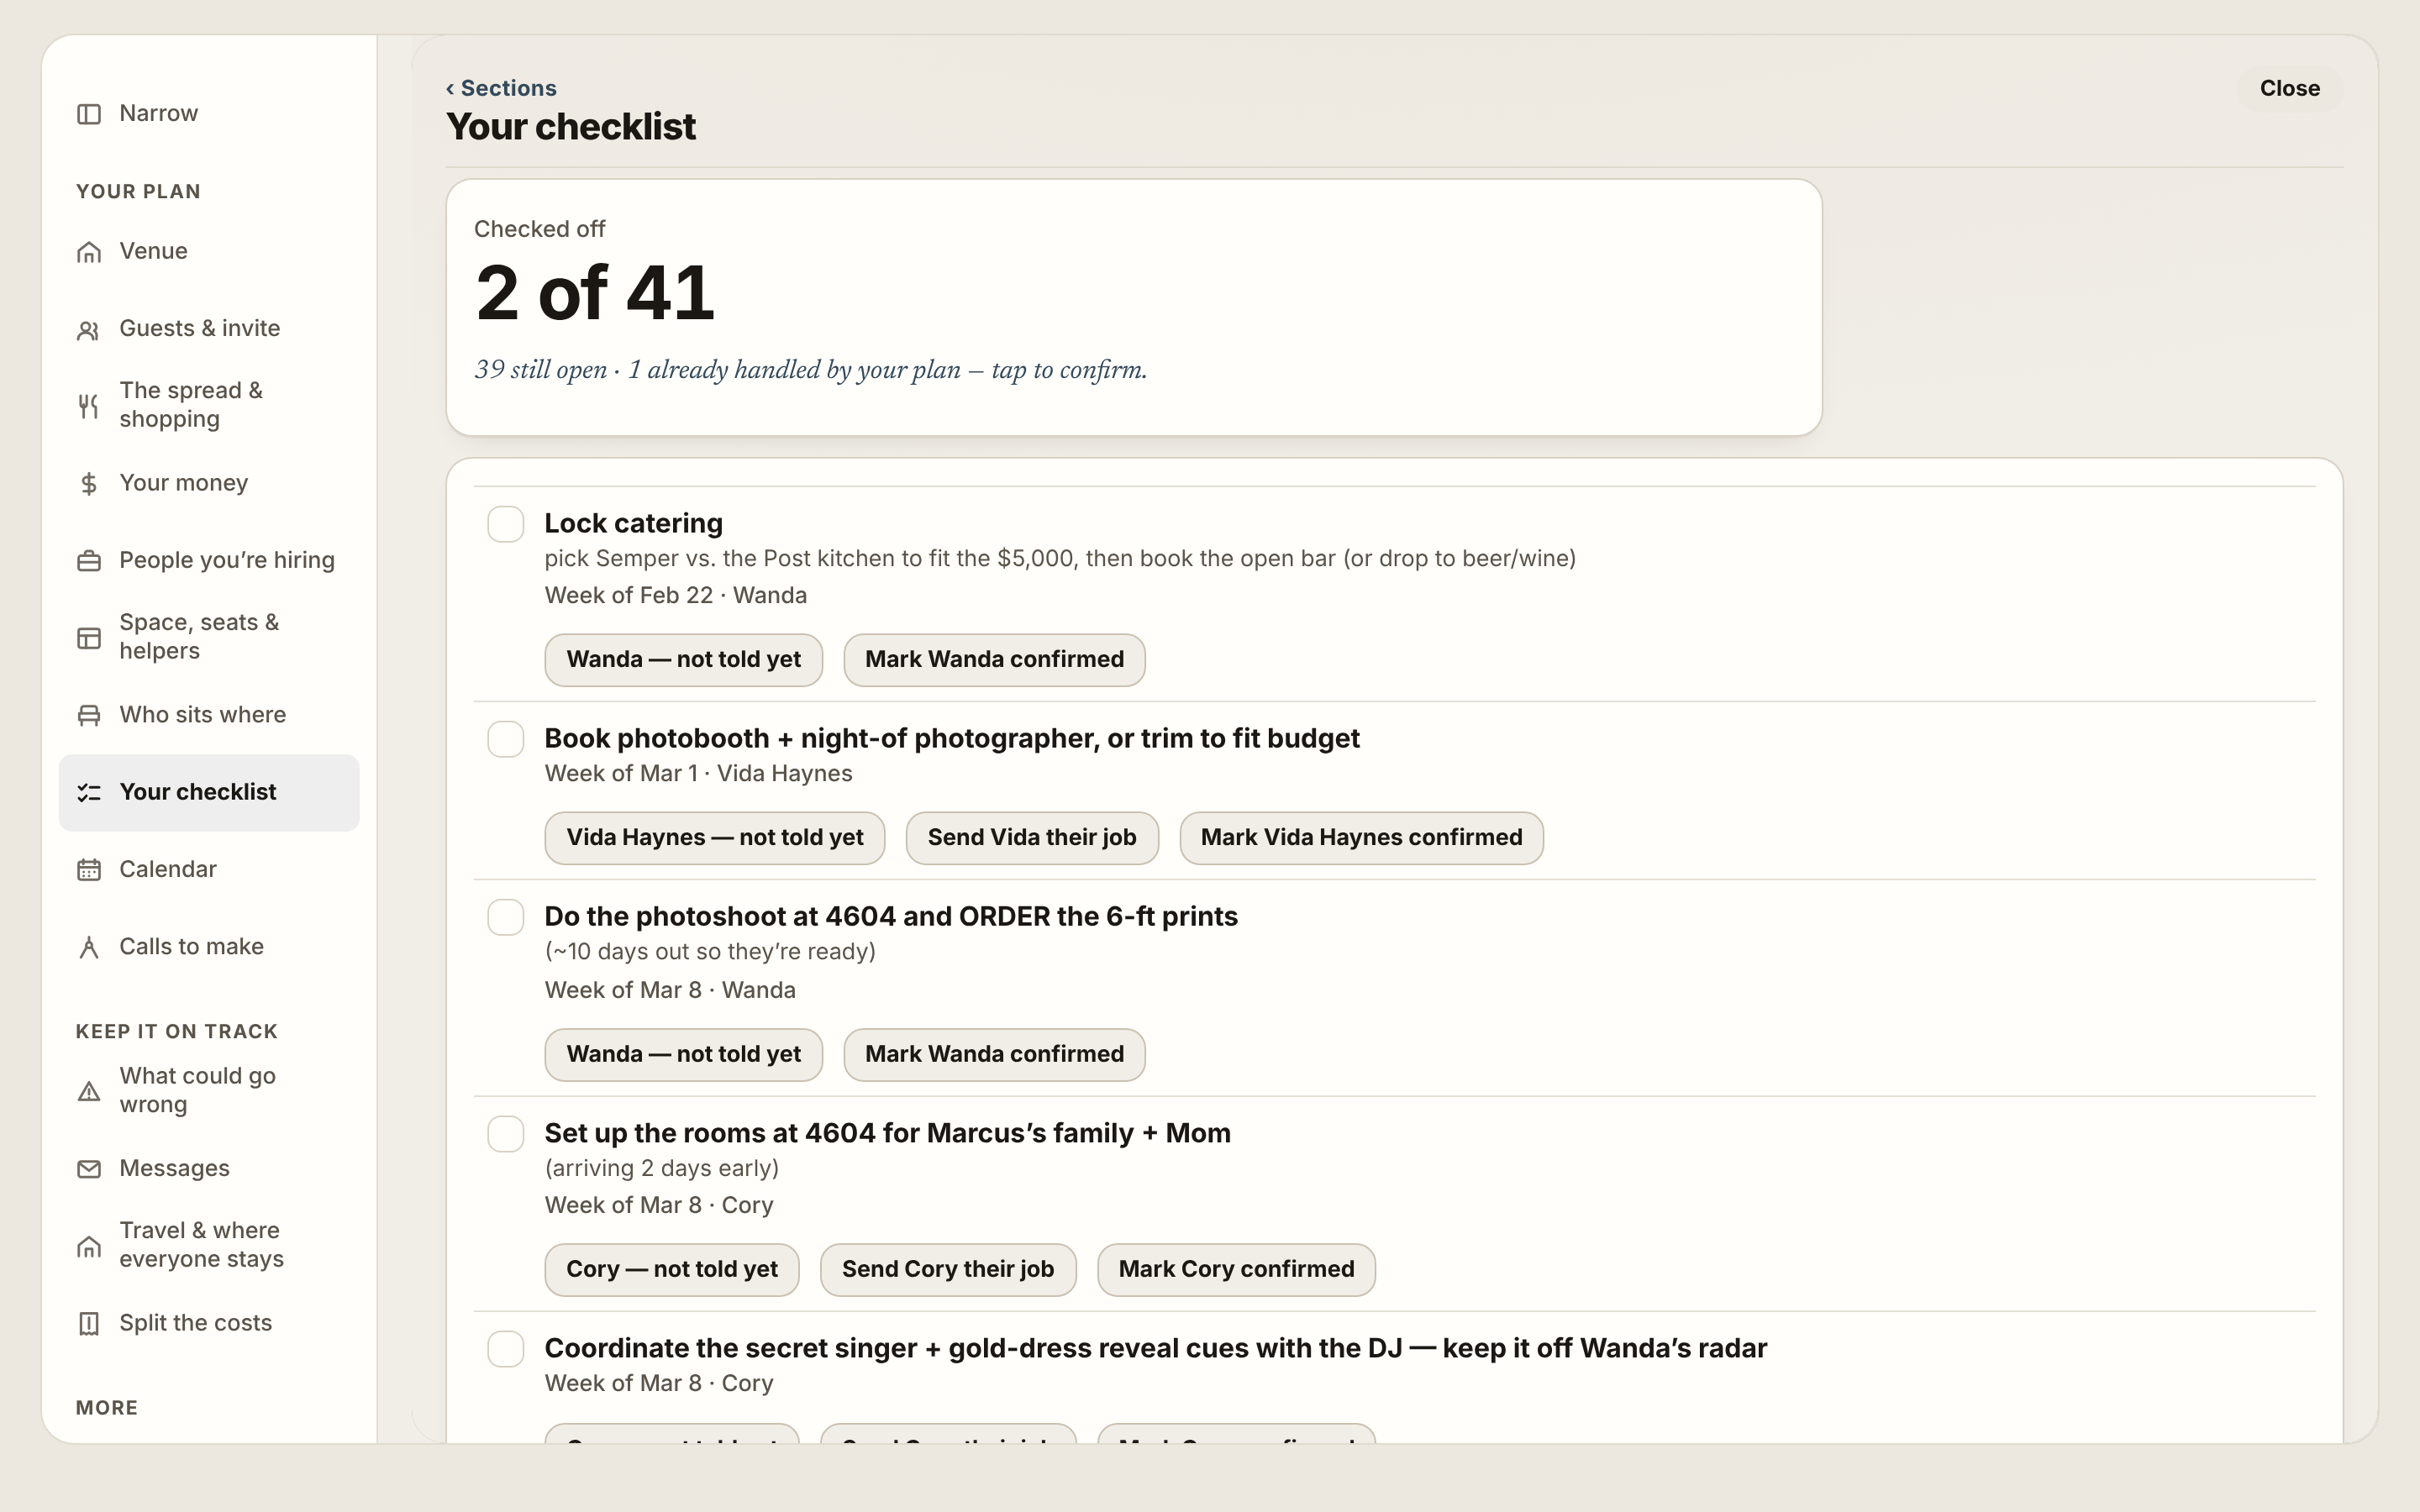 Narrow
YOUR PLAN
Venue
Guests & invite
The spread &
shopping
Your money
People you’re hiring
Space, seats &
helpers
Who sits where
Your checklist
Calendar
Calls to make
KEEP IT ON TRACK
What could go
wrong
Messages
Travel & where
everyone stays
Split the costs
MORE
‹ Sections
Close
Your checklist
Checked off
2 of 41
39 still open · 1 already handled by your plan — tap to confirm.
Lock catering
pick Semper vs. the Post kitchen to fit the $5,000, then book the open bar (or drop to beer/wine)
Week of Feb 22 · Wanda
Wanda — not told yet
Mark Wanda confirmed
Book photobooth + night-of photographer, or trim to fit budget
Week of Mar 1 · Vida Haynes
Vida Haynes — not told yet
Send Vida their job
Mark Vida Haynes confirmed
Do the photoshoot at 4604 and ORDER the 6-ft prints
(~10 days out so they’re ready)
Week of Mar 8 · Wanda
Wanda — not told yet
Mark Wanda confirmed
Set up the rooms at 4604 for Marcus’s family + Mom
(arriving 2 days early)
Week of Mar 8 · Cory
Cory — not told yet
Send Cory their job
Mark Cory confirmed
Coordinate the secret singer + gold-dress reveal cues with the DJ — keep it off Wanda’s radar
Week of Mar 8 · Cory